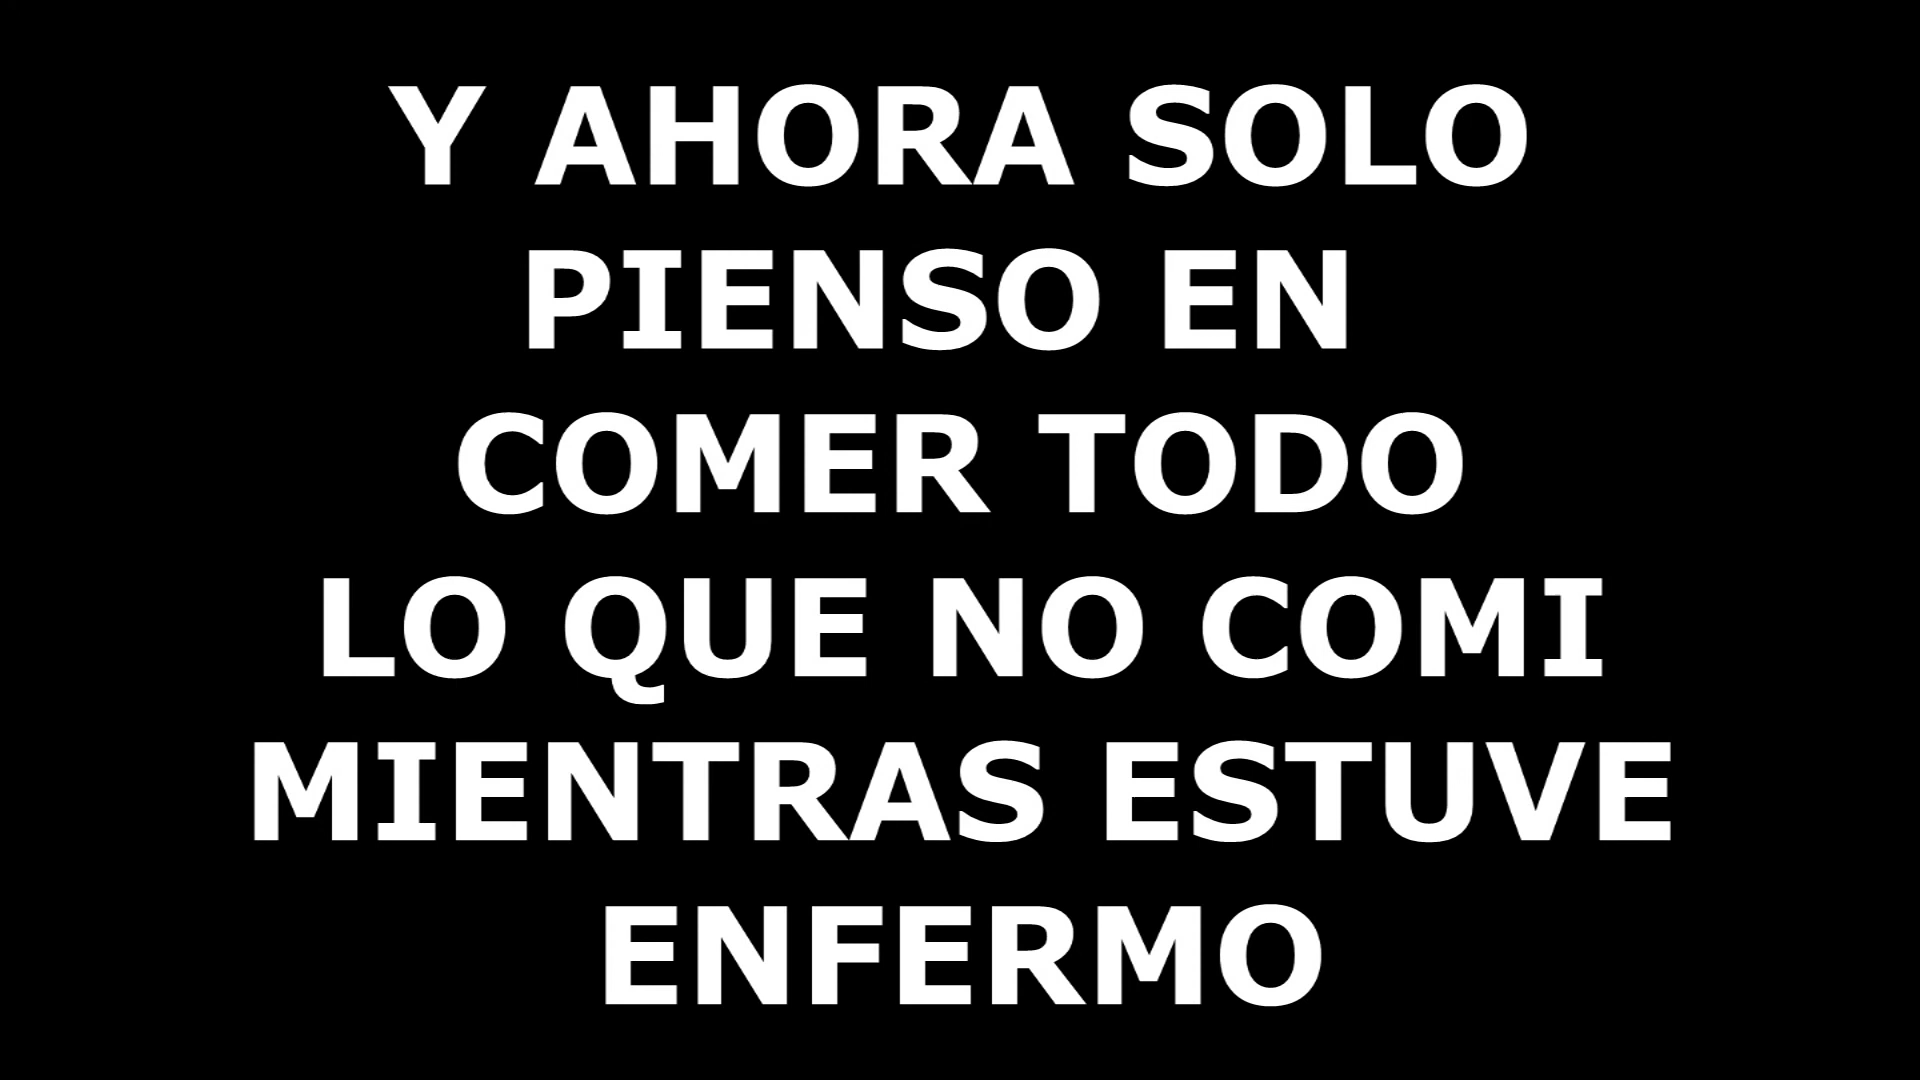 Y AHORA SOLO
PIENSO EN
COMER TODO
LO QUE NO COMI
MIENTRAS ESTUVE
ENFERMO